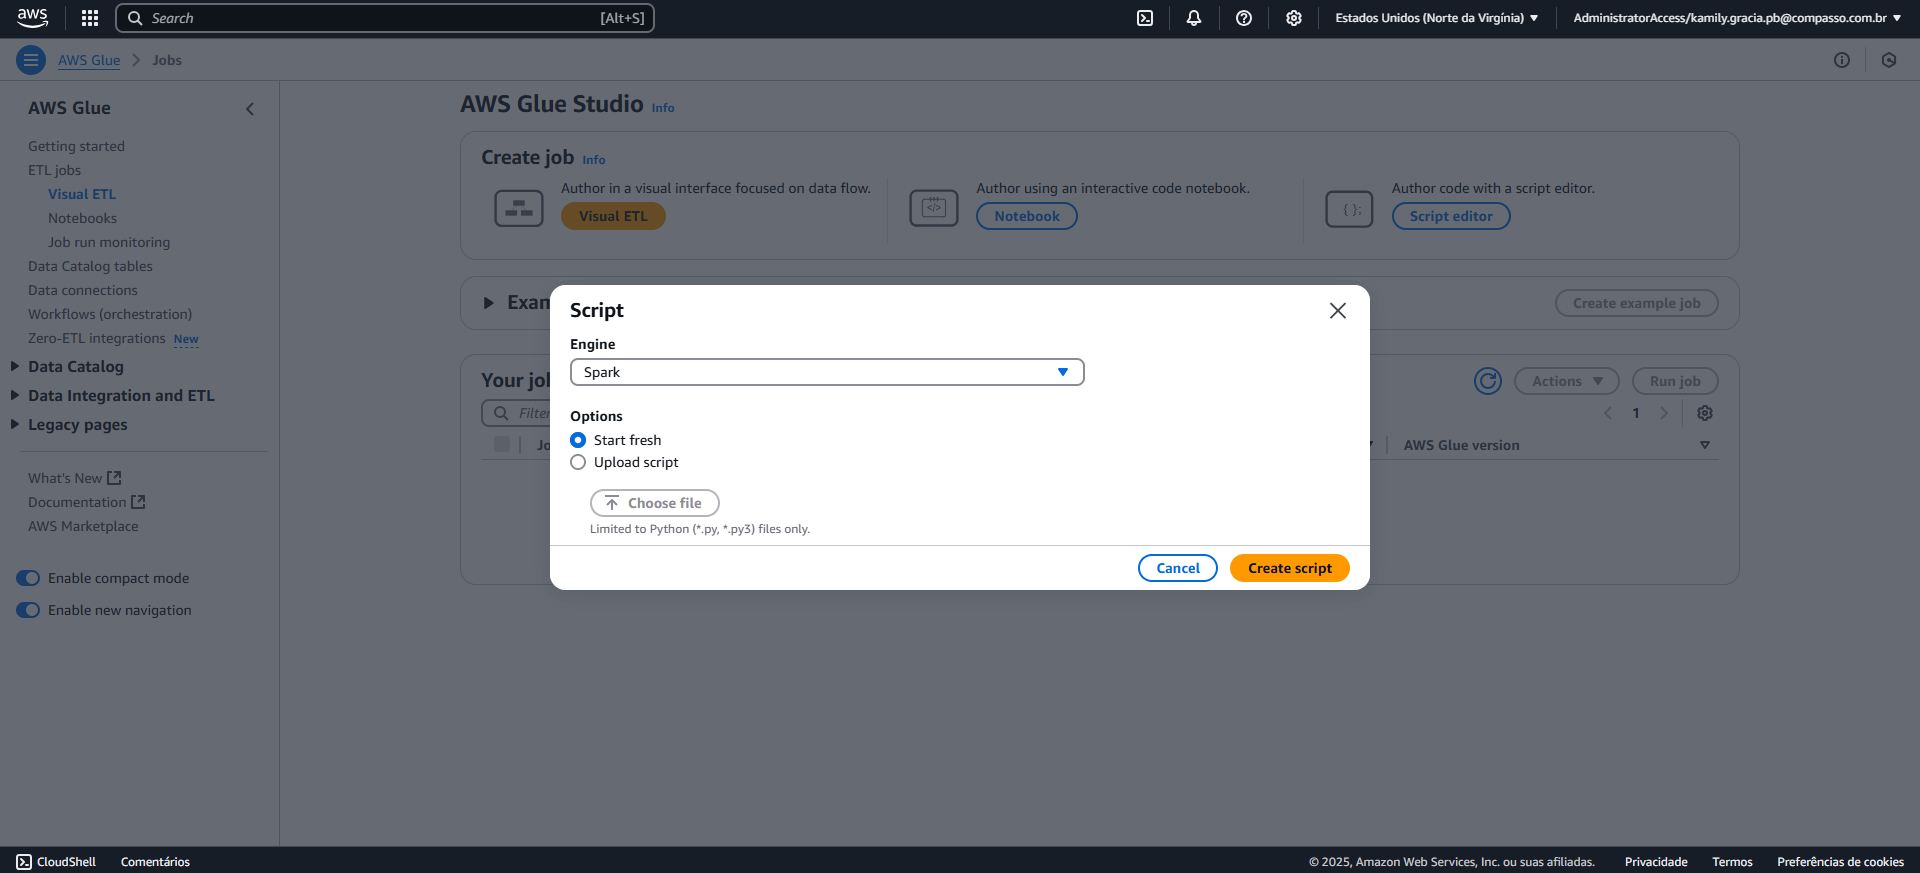 aws
Search [Alt+S]
Estados Unidos (Norte da Virgínia)
AdministratorAccess/kamily.gracia.pb@compasso.com.br
AWS Glue
Jobs
AWS Glue
Getting started
ETL jobs
Visual ETL
Notebooks
Job run monitoring
Data Catalog tables
Data connections
Workflows (orchestration)
Zero-ETL integrations New
Data Catalog
Data Integration and ETL
Legacy pages
What's New
Documentation
AWS Marketplace
Enable compact mode
Enable new navigation
AWS Glue Studio Info
Create job Info
Author in a visual interface focused on data flow.
Visual ETL
Author using an interactive code notebook.
Notebook
Author code with a script editor.
Script editor
Exam
Create example job
Your jo
Actions
Run job
Filter
1
Jo
AWS Glue version
Script
Engine
Spark
Options
Start fresh
Upload script
Choose file
Limited to Python (*.py, *.py3) files only.
Cancel
Create script
CloudShell
Comentários
© 2025, Amazon Web Services, Inc. ou suas afiliadas.
Privacidade
Termos
Preferências de cookies